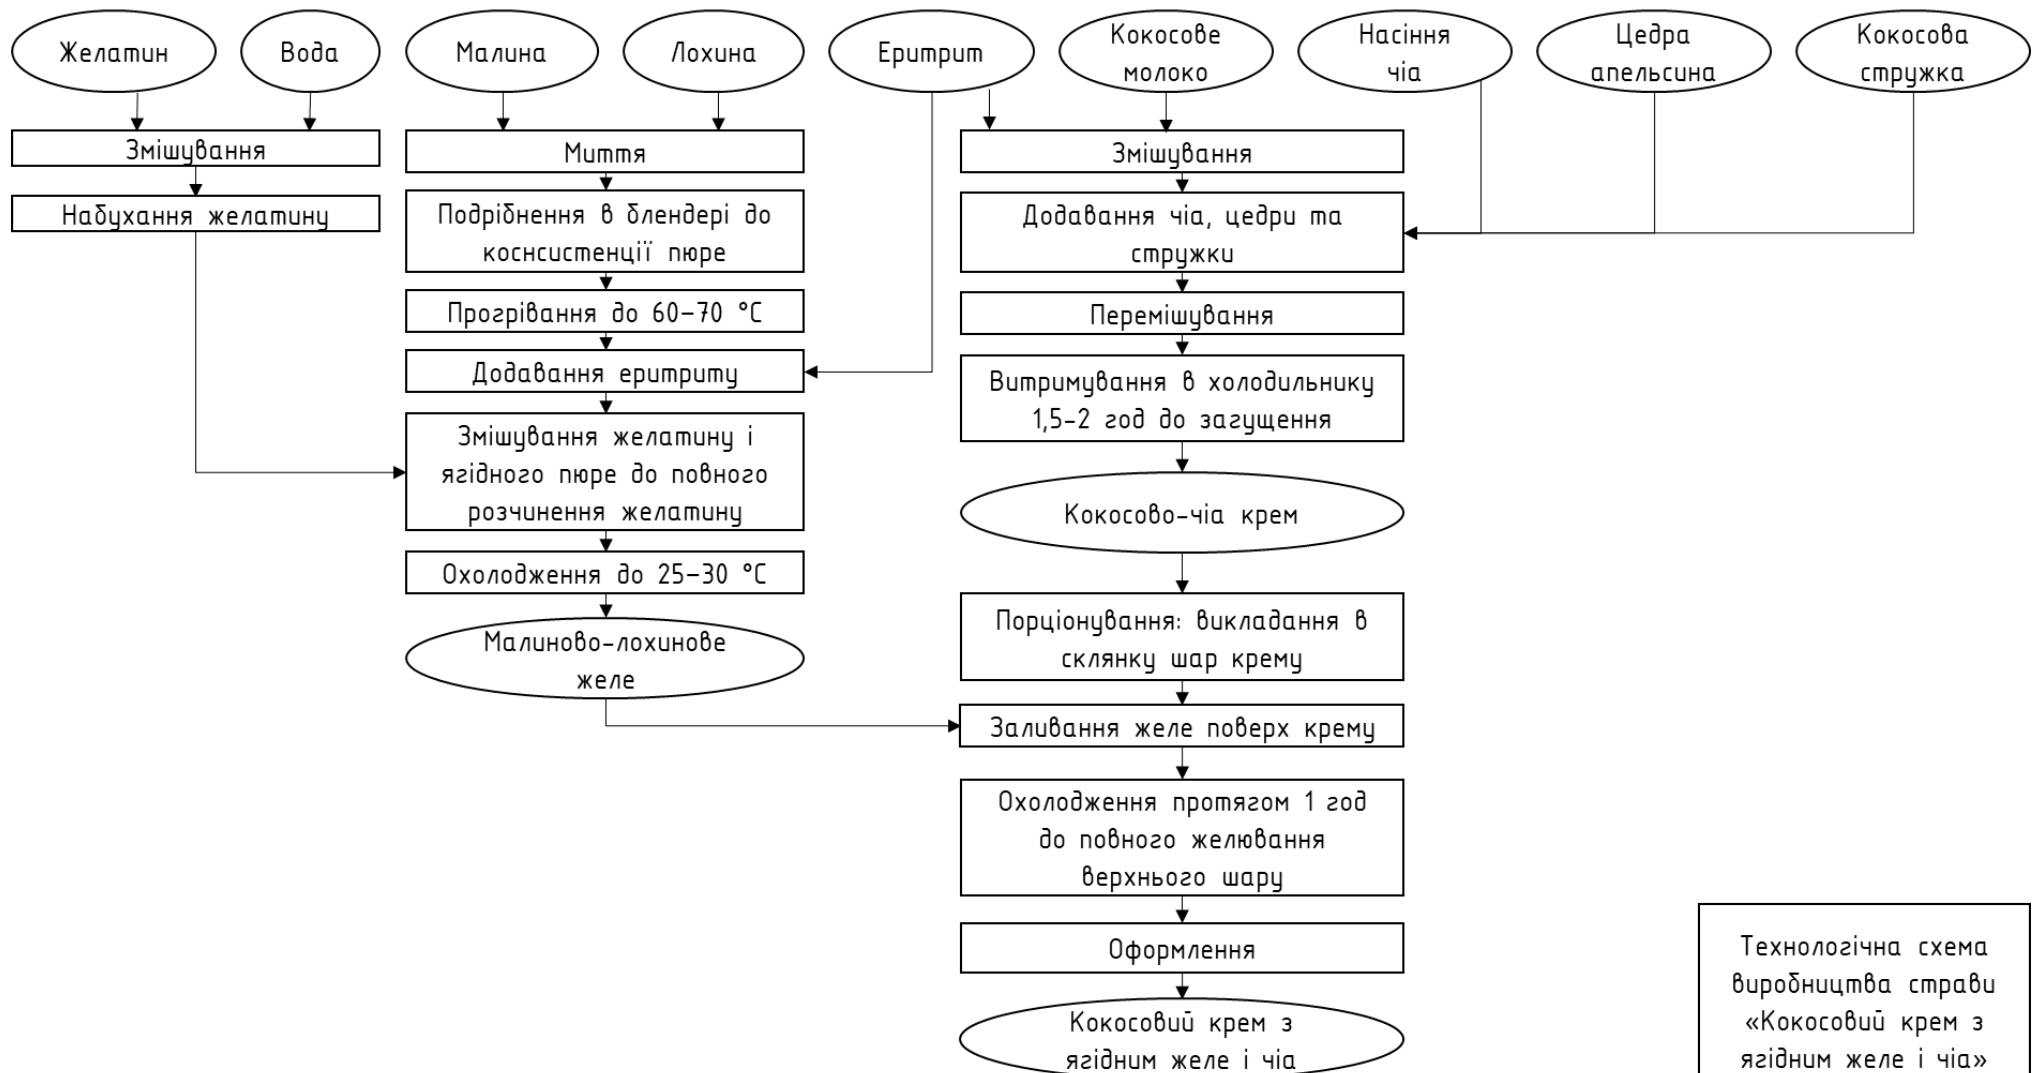 Желатин
Вода
Малина
Лохина
Еритрит
Кокосове
молоко
Насіння
чіа
Цедра
апельсина
Кокосова
стружка
Змішування
Набухання желатину
Миття
Подрібнення в блендері до
коснсистенції пюре
Прогрівання до 60–70 °C
Додавання еритриту
Змішування желатину і
ягідного пюре до повного
розчинення желатину
Охолодження до 25–30 °C
Малиново-лохинове
желе
Змішування
Додавання чіа, цедри та
стружки
Перемішування
Витримування в холодильнику
1,5–2 год до загущення
Кокосово-чіа крем
Порціонування: викладання в
склянку шар крему
Заливання желе поверх крему
Охолодження протягом 1 год
до повного желювання
верхнього шару
Оформлення
Кокосовий крем з
ягідним желе і чіа
Технологічна схема
виробництва страви
«Кокосовий крем з
ягідним желе і чіа»